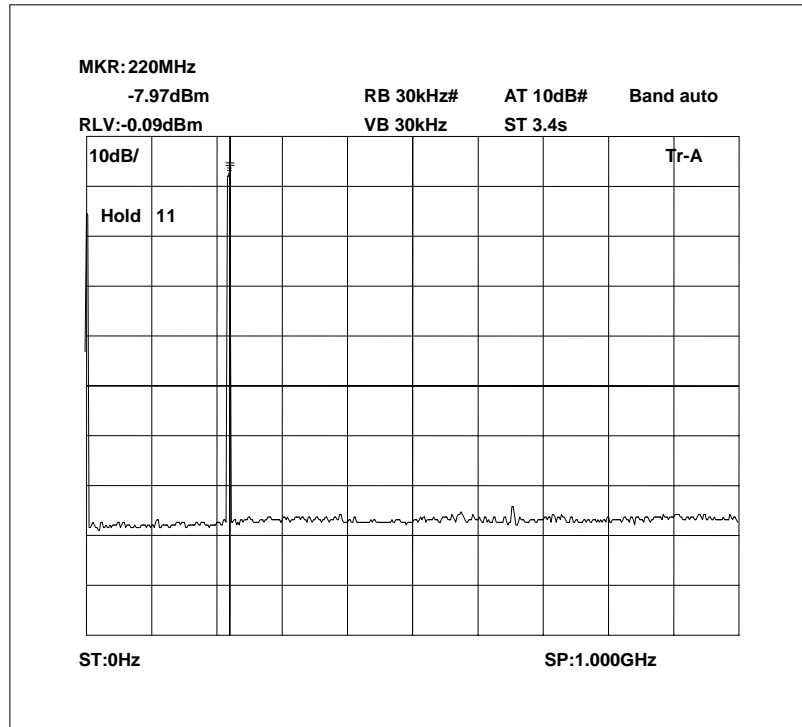 MKR:220MHz
-7.97dBm RB 30kHz# AT 10dB# Band auto
RLV:-0.09dBm VB 30kHz ST 3.4s
10dB/ Tr-A
Hold 11
ST:0Hz SP:1.000GHz